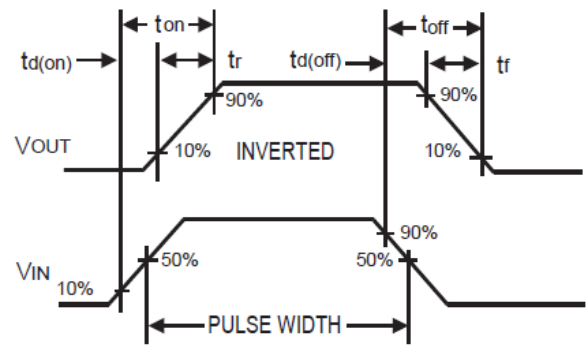 ton toff
td(on) tr td(off) tf
90% 90%
VOUT 10% INVERTED 10%
90%
50% 50%
VIN 10%
PULSE WIDTH